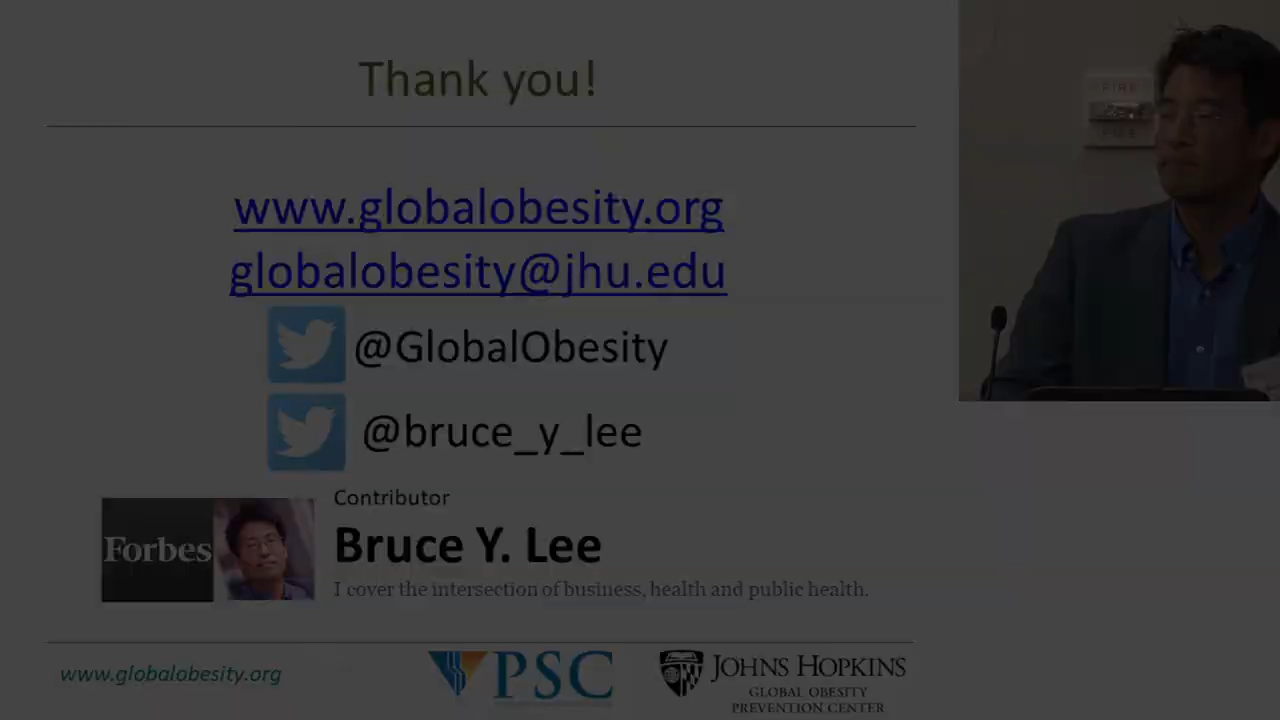 Thank you!
www.globalobesity.org
globalobesity@jhu.edu
@GlobalObesity
@bruce_y_lee
Contributor
Forbes
Bruce Y. Lee
I cover the intersection of business, health and public health.
www.globalobesity.org
PSC
JOHNS HOPKINS
GLOBAL OBESITY
PREVENTION CENTER
FIRE